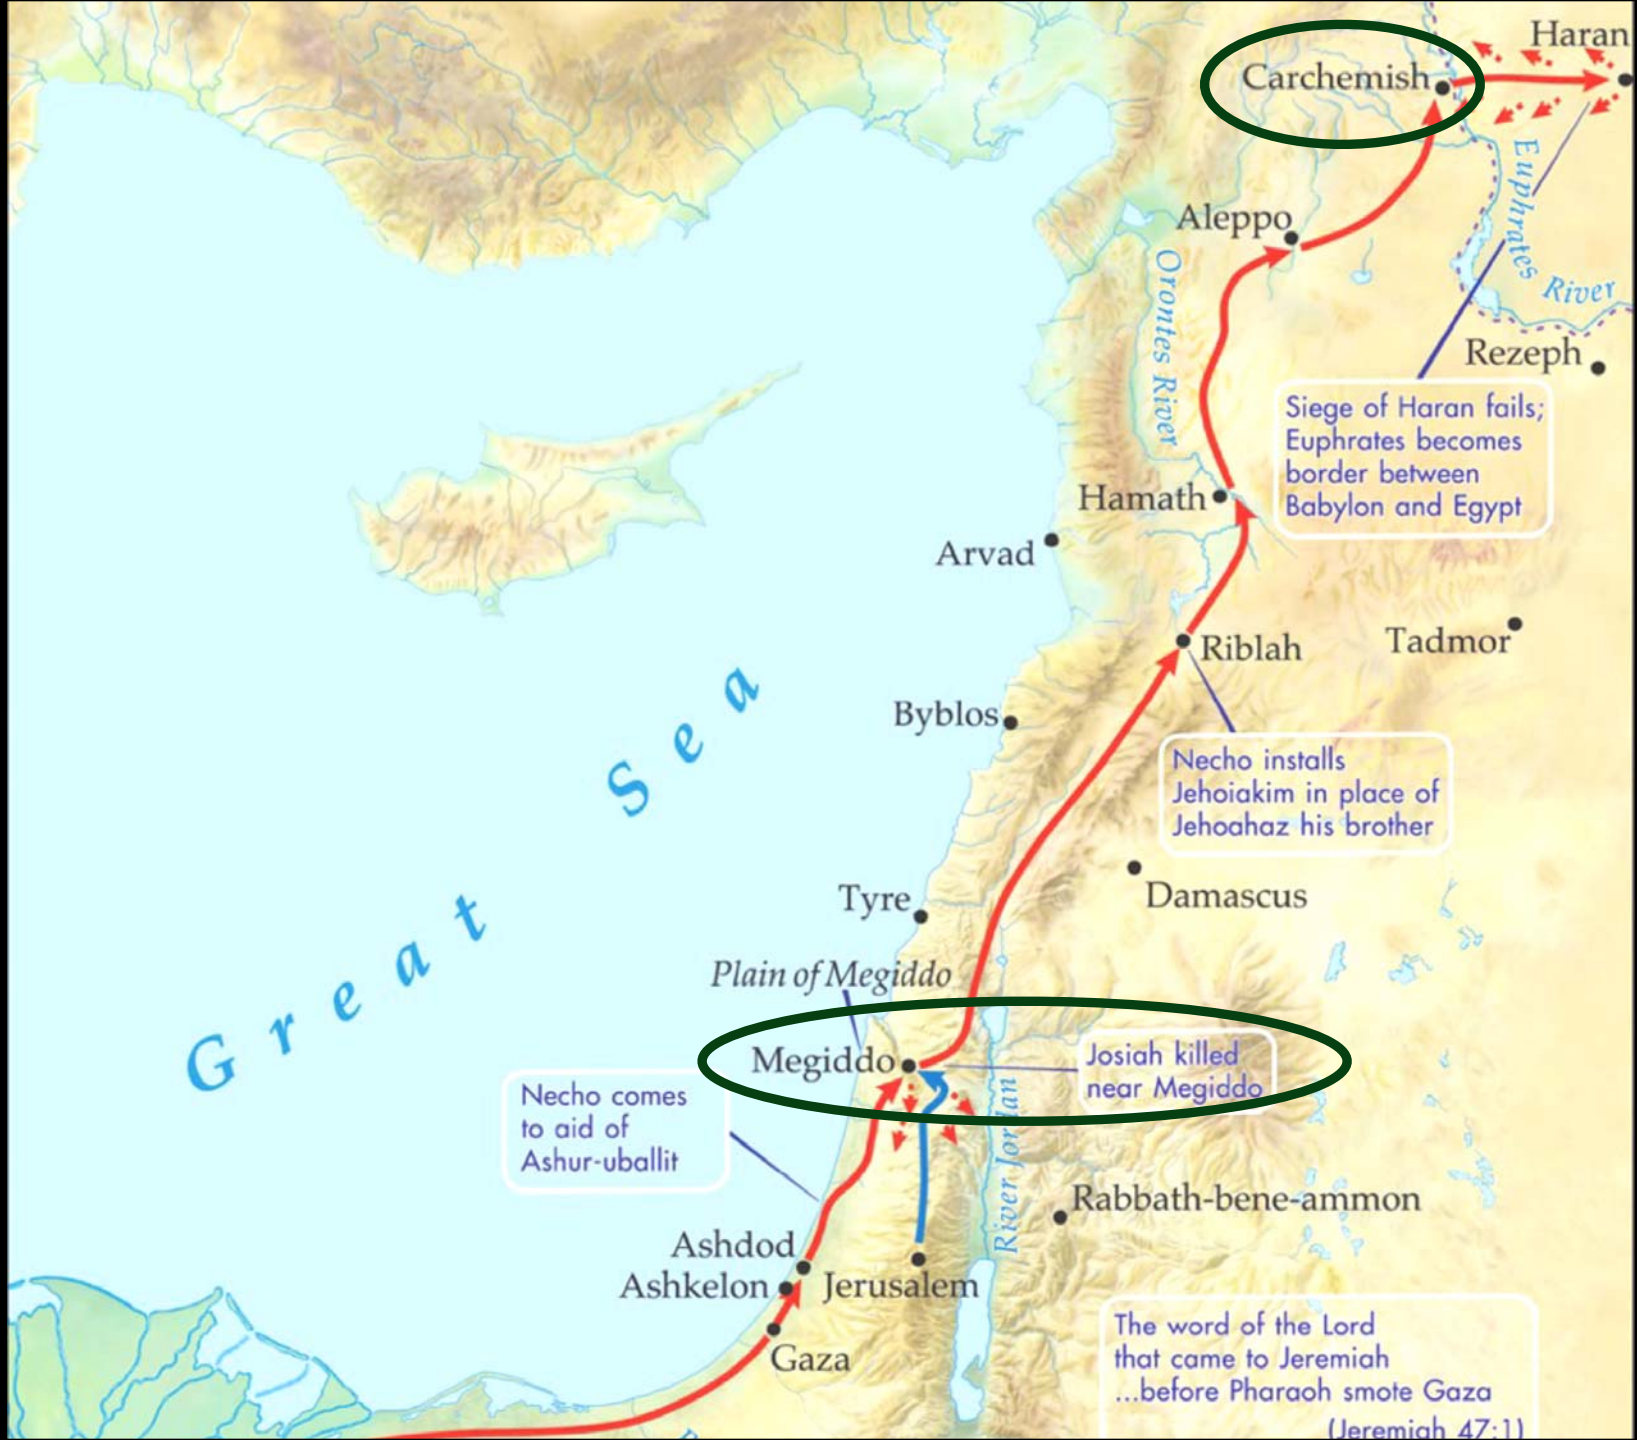 Haran
Carchemish
Euphrates
River
Aleppo
Orontes River
Rezeph
Siege of Haran fails;
Euphrates becomes
border between
Babylon and Egypt
Hamath
Arvad
Riblah
Tadmor
Byblos
Great Sea
Necho installs
Jehoiakim in place of
Jehoahaz his brother
Damascus
Tyre
Plain of Megiddo
Megiddo
Josiah killed
near Megiddo
Necho comes
to aid of
Ashur-uballit
River Jordan
Rabbath-bene-ammon
Ashdod
Ashkelon
Jerusalem
Gaza
The word of the Lord
that came to Jeremiah
...before Pharaoh smote Gaza
(Jeremiah 47:1)